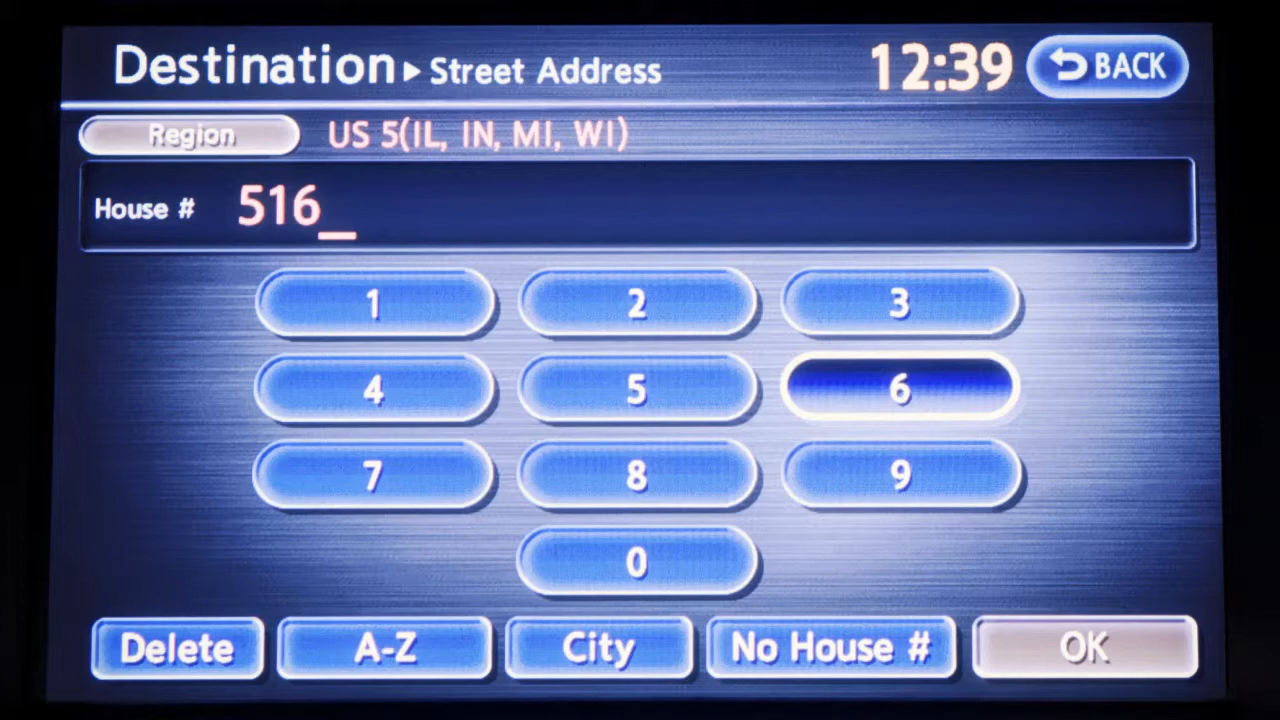 Destination ▸ Street Address 12:39 BACK
Region US 5(IL, IN, MI, WI)
House # 516_
1 2 3
4 5 6
7 8 9
0
Delete A-Z City No House # OK